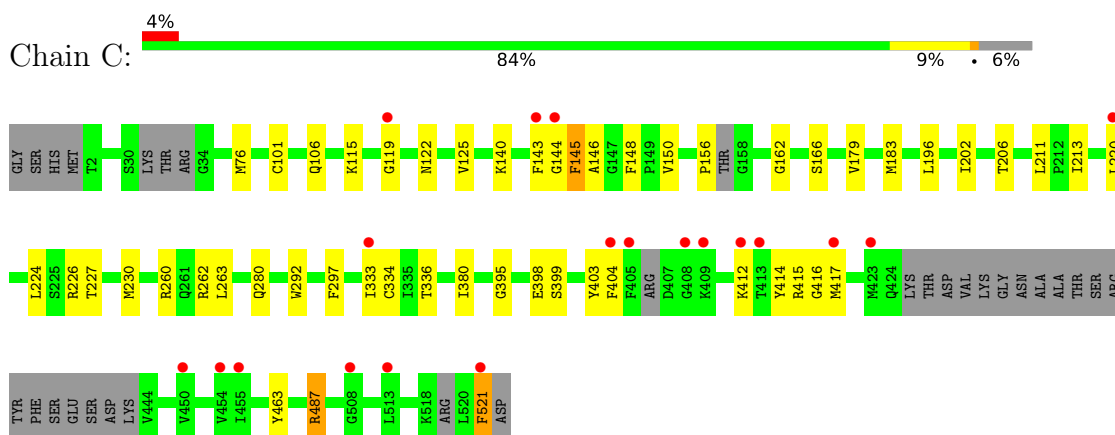 4%
Chain C:
84% 9% • 6%
GLY SER HIS MET T2 S30 LYS THR ARG G34 M76 C101 Q106 K115 G119 N122 V125 K140 F143 G144 F145 A146 G147 F148 P149 V150 P156 THR G158 G162 S166 V179 M183 L196 I202 T206 L211 P212 I213 L220
L224 S225 R226 T227 M230 R260 Q261 R262 L263 Q280 W292 F297 I333 C334 I335 T336 I380 G395 E398 S399 Y403 F404 F405 ARG D407 G408 K409 K412 T413 Y414 R415 G416 M417 M423 Q424 LYS THR ASP VAL LYS GLY ASN ALA ALA THR SER ARG
TYR PHE SER GLU SER ASP LYS V444 V450 V454 I455 Y463 R487 G508 L513 K518 ARG L520 F521 ASP